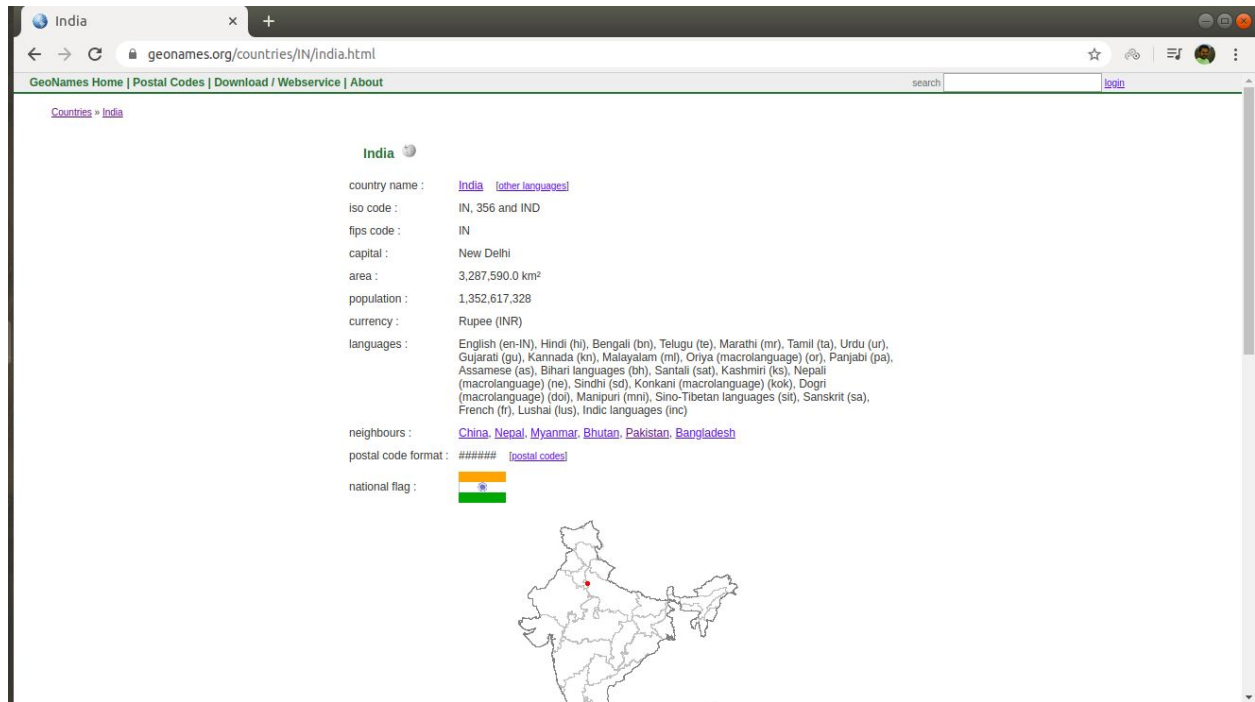 India
geonames.org/countries/IN/india.html
GeoNames Home | Postal Codes | Download / Webservice | About
search
login
Countries » India
India
country name : India [other languages]
iso code : IN, 356 and IND
fips code : IN
capital : New Delhi
area : 3,287,590.0 km²
population : 1,352,617,328
currency : Rupee (INR)
languages : English (en-IN), Hindi (hi), Bengali (bn), Telugu (te), Marathi (mr), Tamil (ta), Urdu (ur),
Gujarati (gu), Kannada (kn), Malayalam (ml), Oriya (macrolanguage) (or), Panjabi (pa),
Assamese (as), Bihari languages (bh), Santali (sat), Kashmiri (ks), Nepali
(macrolanguage) (ne), Sindhi (sd), Konkani (macrolanguage) (kok), Dogri
(macrolanguage) (doi), Manipuri (mni), Sino-Tibetan languages (sit), Sanskrit (sa),
French (fr), Lushai (lus), Indic languages (inc)
neighbours : China, Nepal, Myanmar, Bhutan, Pakistan, Bangladesh
postal code format : ###### [postal codes]
national flag :